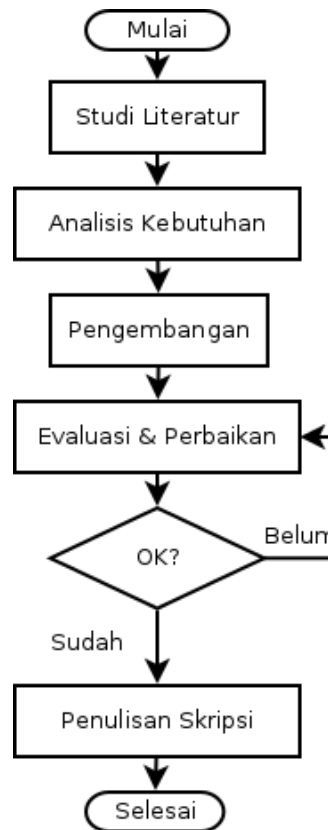 Mulai
Studi Literatur
Analisis Kebutuhan
Pengembangan
Evaluasi & Perbaikan
OK?
Belum
Sudah
Penulisan Skripsi
Selesai